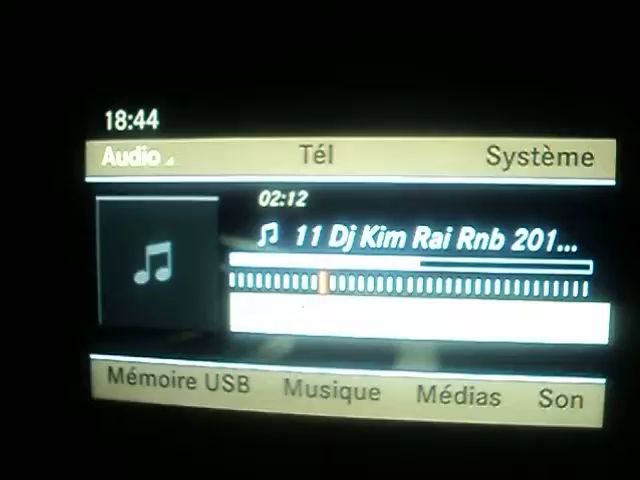 18:44
Audio Tél Système
02:12
11 Dj Kim Rai Rnb 201...
Mémoire USB Musique Médias Son